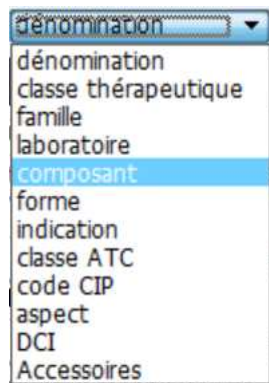 dénomination
dénomination
classe thérapeutique
famille
laboratoire
composant
forme
indication
classe ATC
code CIP
aspect
DCI
Accessoires